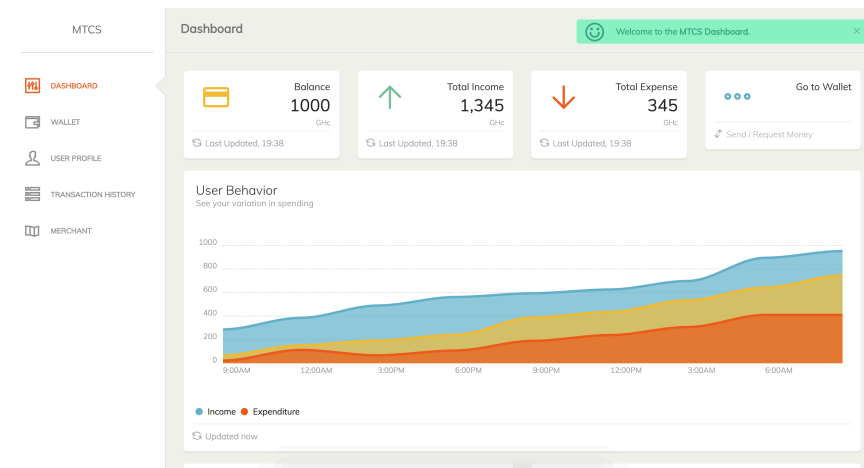 MTCS
DASHBOARD
WALLET
USER PROFILE
TRANSACTION HISTORY
MERCHANT
Dashboard
Welcome to the MTCS Dashboard.
×
Balance
1000
GHc
Last Updated, 19:38
Total Income
1,345
GHc
Last Updated, 19:38
Total Expense
345
GHc
Last Updated, 19:38
Go to Wallet
Send / Request Money
User Behavior
See your variation in spending
1000
800
600
400
200
0
9:00AM 12:00AM 3:00PM 6:00PM 9:00PM 12:00PM 3:00AM 6:00AM
Income Expenditure
Updated now